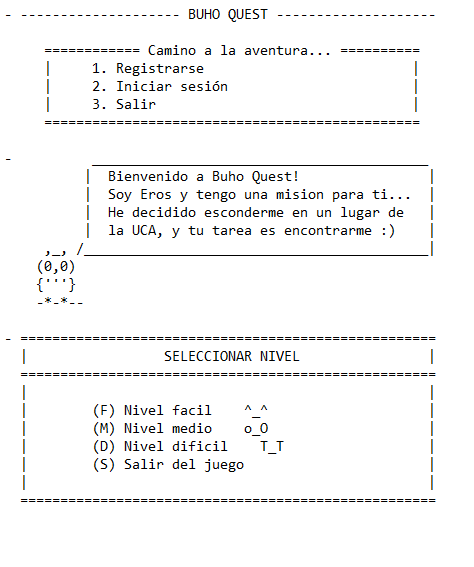 - -------------------- BUHO QUEST --------------------
============ Camino a la aventura... ==========
| 1. Registrarse |
| 2. Iniciar sesión |
| 3. Salir |
===============================================
-
| Bienvenido a Buho Quest! |
| Soy Eros y tengo una mision para ti... |
| He decidido esconderme en un lugar de |
| la UCA, y tu tarea es encontrarme :) |
,_, /___________________________________________|
(0,0)
{'''}
-*-*--
- ====================================================
| SELECCIONAR NIVEL |
====================================================
| |
| (F) Nivel facil ^_^ |
| (M) Nivel medio o_O |
| (D) Nivel dificil T_T |
| (S) Salir del juego |
| |
====================================================